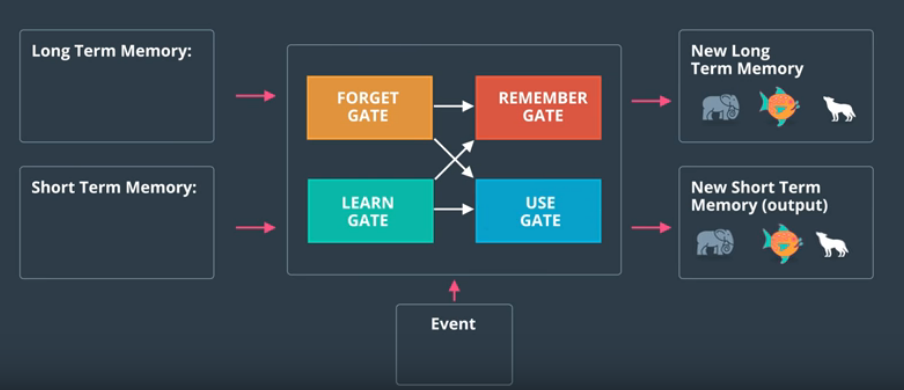 Long Term Memory:
FORGET
GATE
REMEMBER
GATE
New Long
Term Memory
Short Term Memory:
LEARN
GATE
USE
GATE
New Short Term
Memory (output)
Event